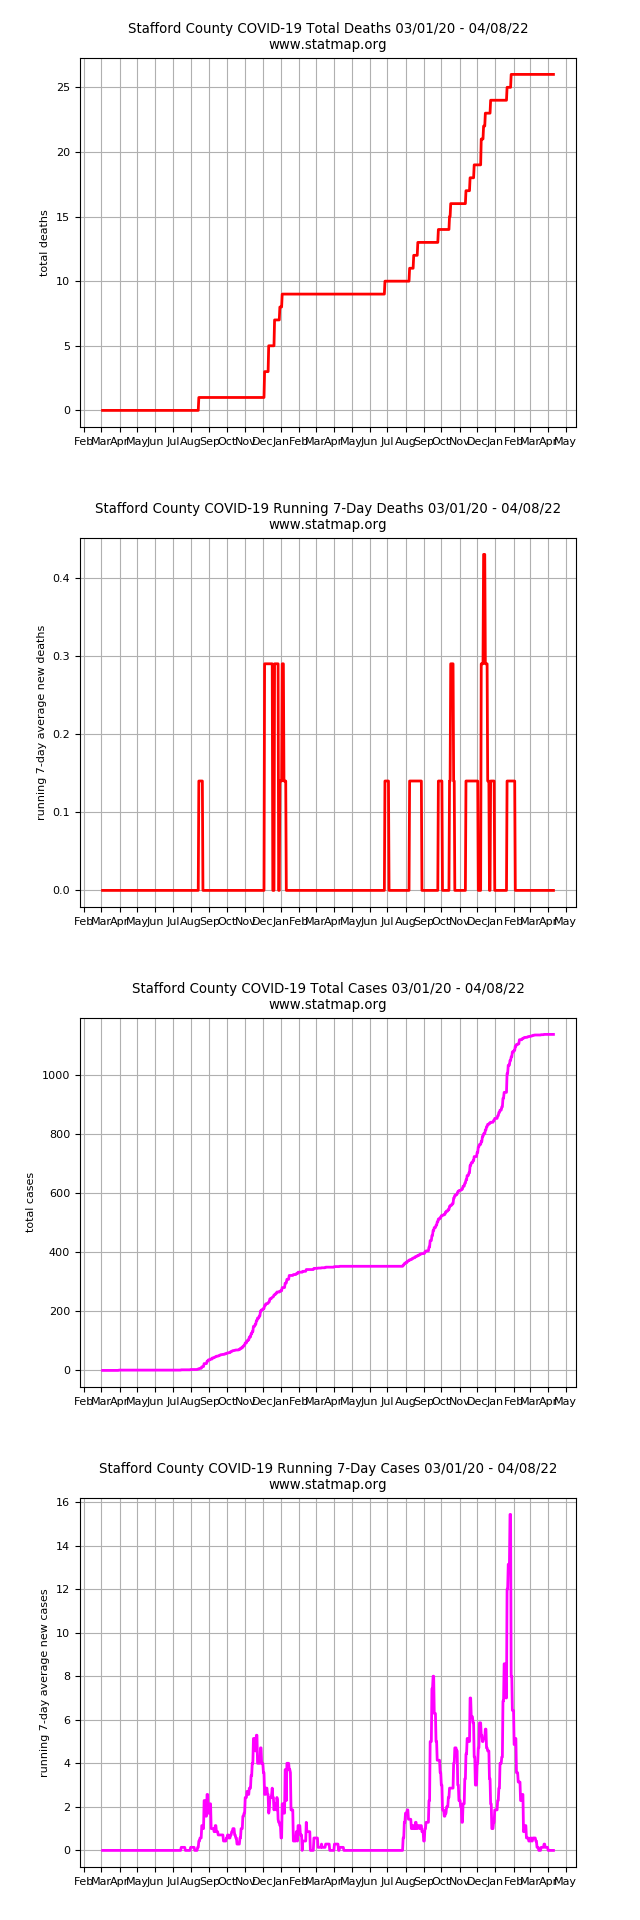 Stafford County COVID-19 Total Deaths 03/01/20 - 04/08/22
www.statmap.org
25
20
15
10
5
0
total deaths
Feb Mar Apr May Jun Jul Aug Sep Oct Nov Dec Jan Feb Mar Apr May Jun Jul Aug Sep Oct Nov Dec Jan Feb Mar Apr May
Stafford County COVID-19 Running 7-Day Deaths 03/01/20 - 04/08/22
www.statmap.org
0.4
0.3
0.2
0.1
0.0
running 7-day average new deaths
Feb Mar Apr May Jun Jul Aug Sep Oct Nov Dec Jan Feb Mar Apr May Jun Jul Aug Sep Oct Nov Dec Jan Feb Mar Apr May
Stafford County COVID-19 Total Cases 03/01/20 - 04/08/22
www.statmap.org
1000
800
600
400
200
0
total cases
Feb Mar Apr May Jun Jul Aug Sep Oct Nov Dec Jan Feb Mar Apr May Jun Jul Aug Sep Oct Nov Dec Jan Feb Mar Apr May
Stafford County COVID-19 Running 7-Day Cases 03/01/20 - 04/08/22
www.statmap.org
16
14
12
10
8
6
4
2
0
running 7-day average new cases
Feb Mar Apr May Jun Jul Aug Sep Oct Nov Dec Jan Feb Mar Apr May Jun Jul Aug Sep Oct Nov Dec Jan Feb Mar Apr May